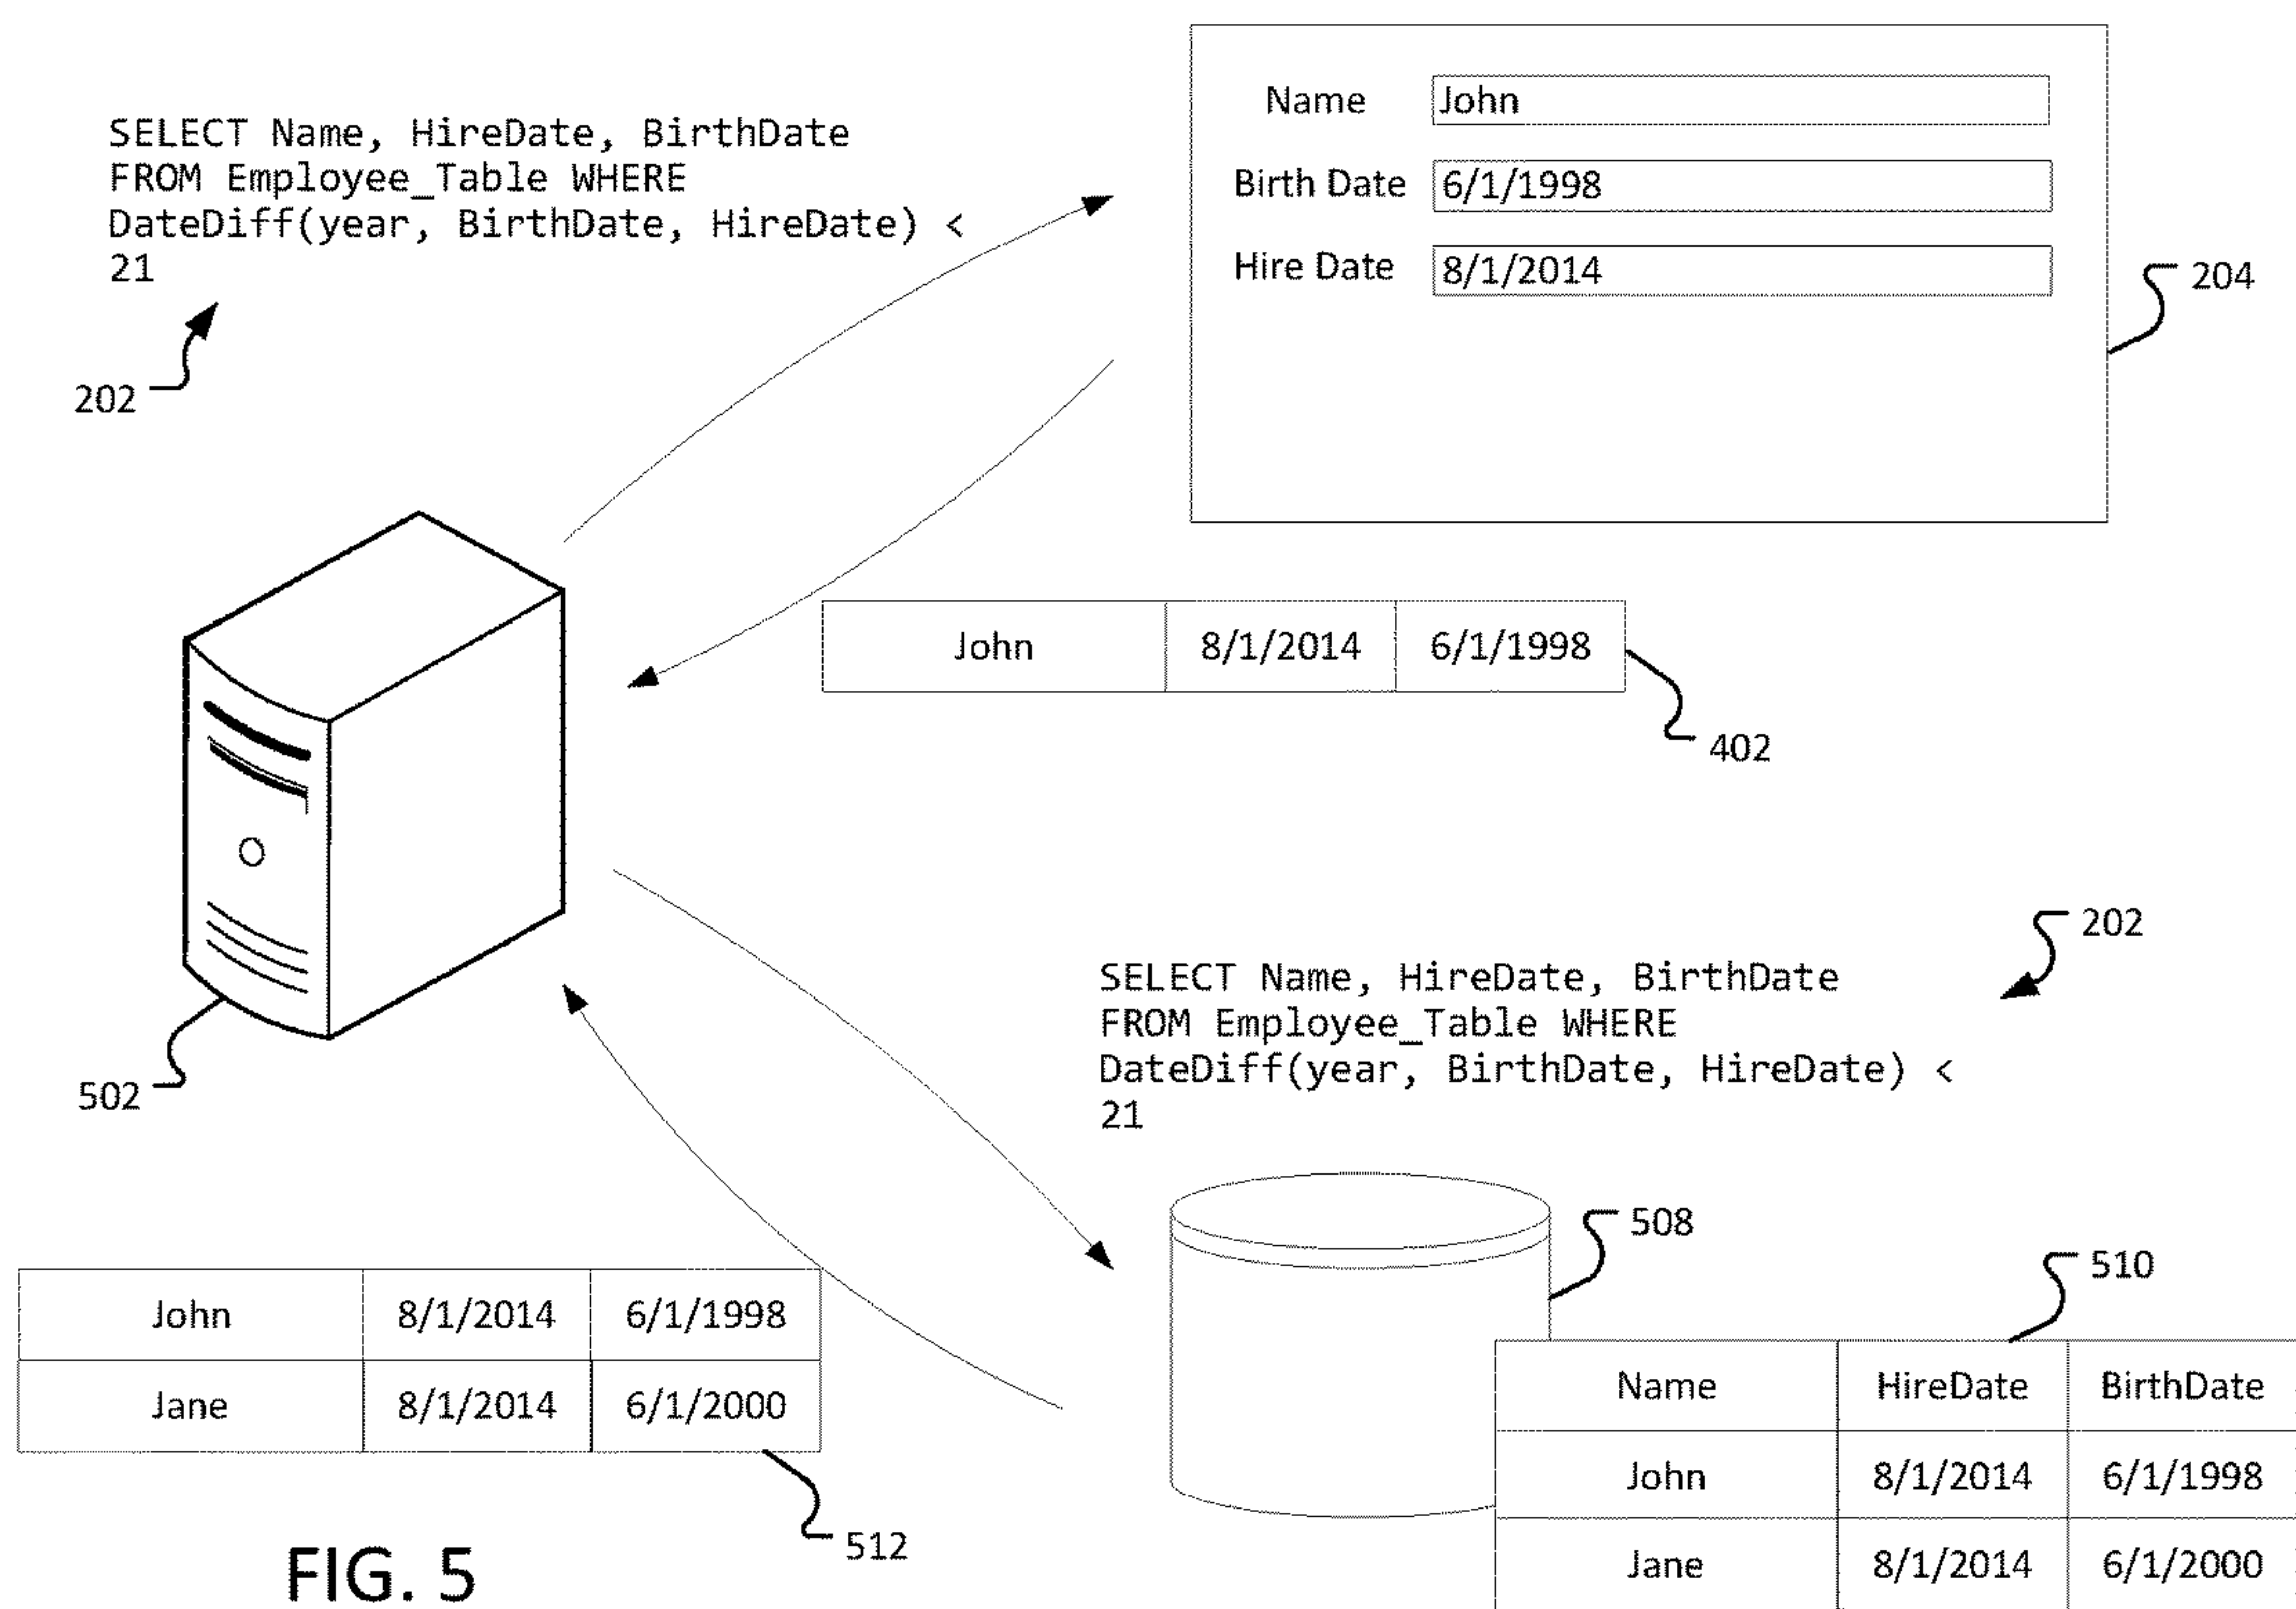 SELECT Name, HireDate, BirthDate
FROM Employee_Table WHERE
DateDiff(year, BirthDate, HireDate) <
21
202
Name John
Birth Date 6/1/1998
Hire Date 8/1/2014
204
John 8/1/2014 6/1/1998
402
502
202
SELECT Name, HireDate, BirthDate
FROM Employee_Table WHERE
DateDiff(year, BirthDate, HireDate) <
21
508
510
Name HireDate BirthDate
John 8/1/2014 6/1/1998
Jane 8/1/2014 6/1/2000
John 8/1/2014 6/1/1998
Jane 8/1/2014 6/1/2000
512
FIG. 5